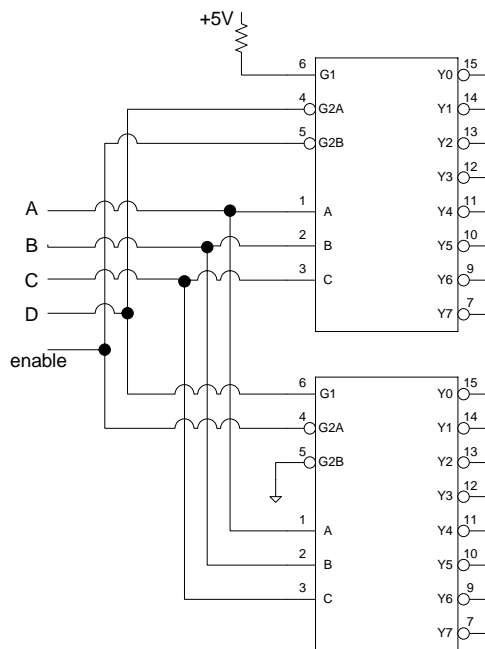 +5V
6 G1 Y0 15
4 G2A Y1 14
5 G2B Y2 13
Y3 12
A 1 A Y4 11
B 2 B Y5 10
C 3 C Y6 9
D Y7 7
enable
6 G1 Y0 15
4 G2A Y1 14
5 G2B Y2 13
Y3 12
1 A Y4 11
2 B Y5 10
3 C Y6 9
Y7 7